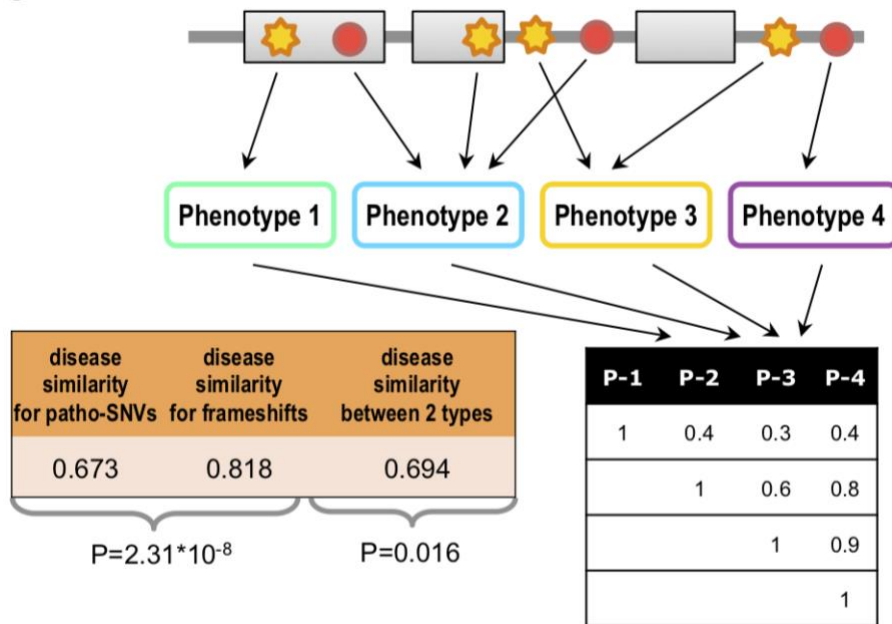 Phenotype 1 Phenotype 2 Phenotype 3 Phenotype 4
disease similarity for patho-SNVs
disease similarity for frameshifts
disease similarity between 2 types
0.673 0.818 0.694
P=2.31*10⁻⁸ P=0.016
P-1 P-2 P-3 P-4
1 0.4 0.3 0.4
1 0.6 0.8
1 0.9
1